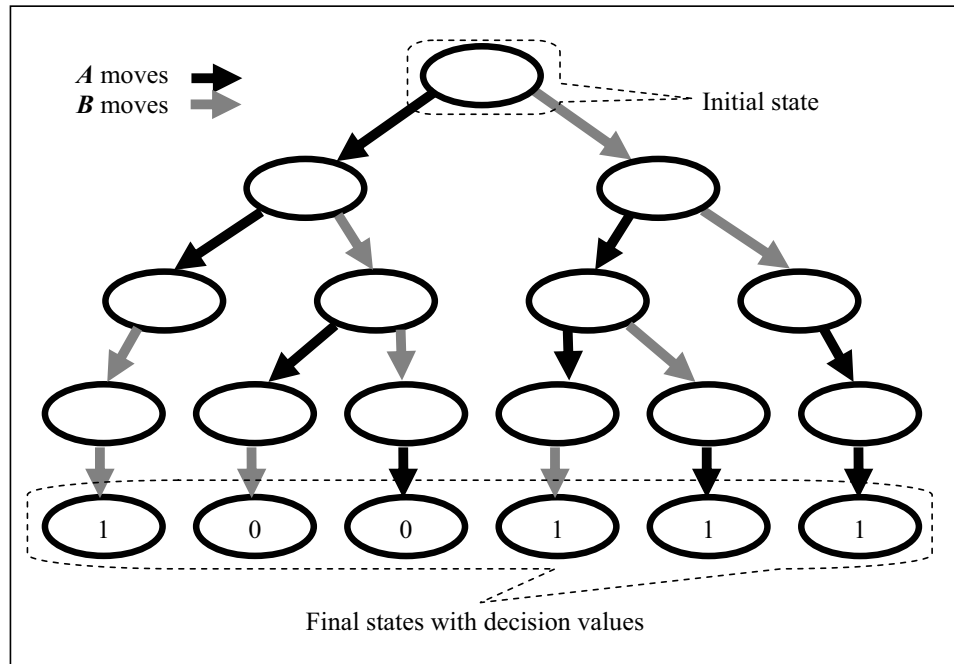 A moves
B moves
Initial state
1 0 0 1 1 1
Final states with decision values